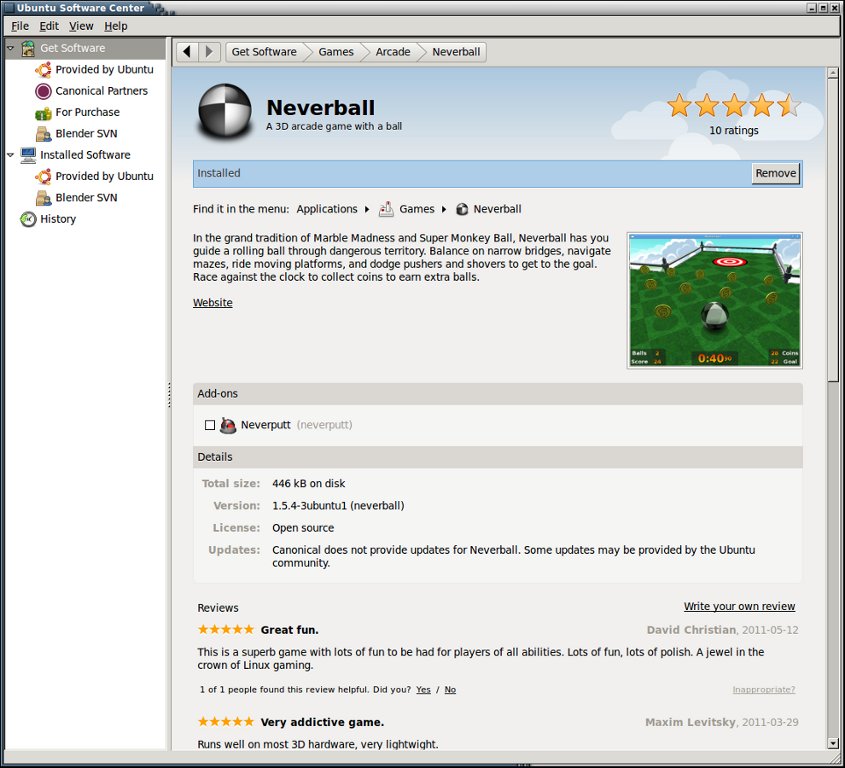 Ubuntu Software Center
File Edit View Help
Get Software
Provided by Ubuntu
Canonical Partners
For Purchase
Blender SVN
Installed Software
Provided by Ubuntu
Blender SVN
History
Get Software Games Arcade Neverball
Neverball
A 3D arcade game with a ball
10 ratings
Installed Remove
Find it in the menu: Applications Games Neverball
In the grand tradition of Marble Madness and Super Monkey Ball, Neverball has you
guide a rolling ball through dangerous territory. Balance on narrow bridges, navigate
mazes, ride moving platforms, and dodge pushers and shovers to get to the goal.
Race against the clock to collect coins to earn extra balls.
Website
Balls 2 28 Coins
Score 24 0:40 22 Goal
Add-ons
Neverputt (neverputt)
Details
Total size: 446 kB on disk
Version: 1.5.4-3ubuntu1 (neverball)
License: Open source
Updates: Canonical does not provide updates for Neverball. Some updates may be provided by the Ubuntu
community.
Reviews Write your own review
Great fun. David Christian, 2011-05-12
This is a superb game with lots of fun to be had for players of all abilities. Lots of fun, lots of polish. A jewel in the
crown of Linux gaming.
1 of 1 people found this review helpful. Did you? Yes / No Inappropriate?
Very addictive game. Maxim Levitsky, 2011-03-29
Runs well on most 3D hardware, very lightwight.